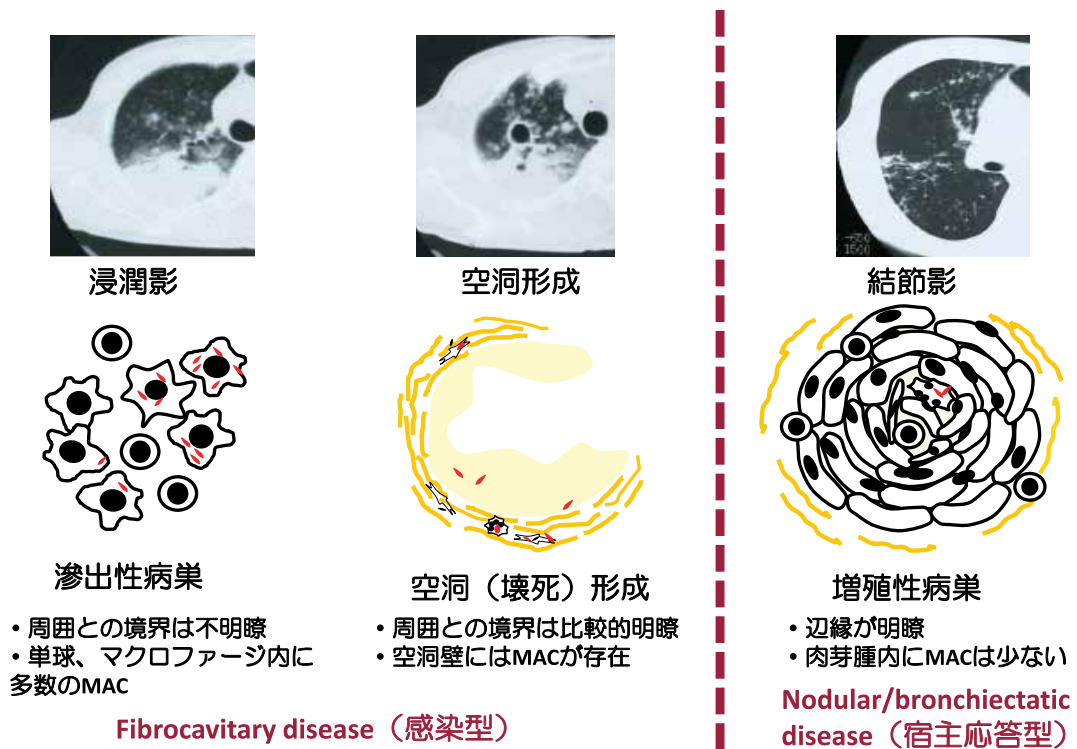 浸潤影
空洞形成
結節影
滲出性病巣
・周囲との境界は不明瞭
・単球、マクロファージ内に
多数のMAC
空洞（壊死）形成
・周囲との境界は比較的明瞭
・空洞壁にはMACが存在
増殖性病巣
・辺縁が明瞭
・肉芽腫内にMACは少ない
Fibrocavitary disease（感染型）
Nodular/bronchiectatic
disease（宿主応答型）